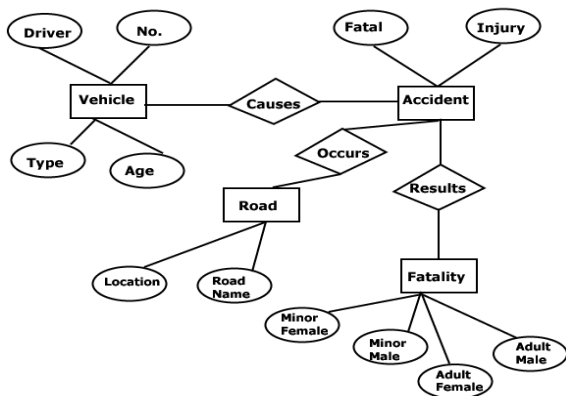 Driver
No.
Fatal
Injury
Vehicle
Causes
Accident
Type
Age
Occurs
Results
Road
Location
Road
Name
Fatality
Minor
Female
Minor
Male
Adult
Female
Adult
Male